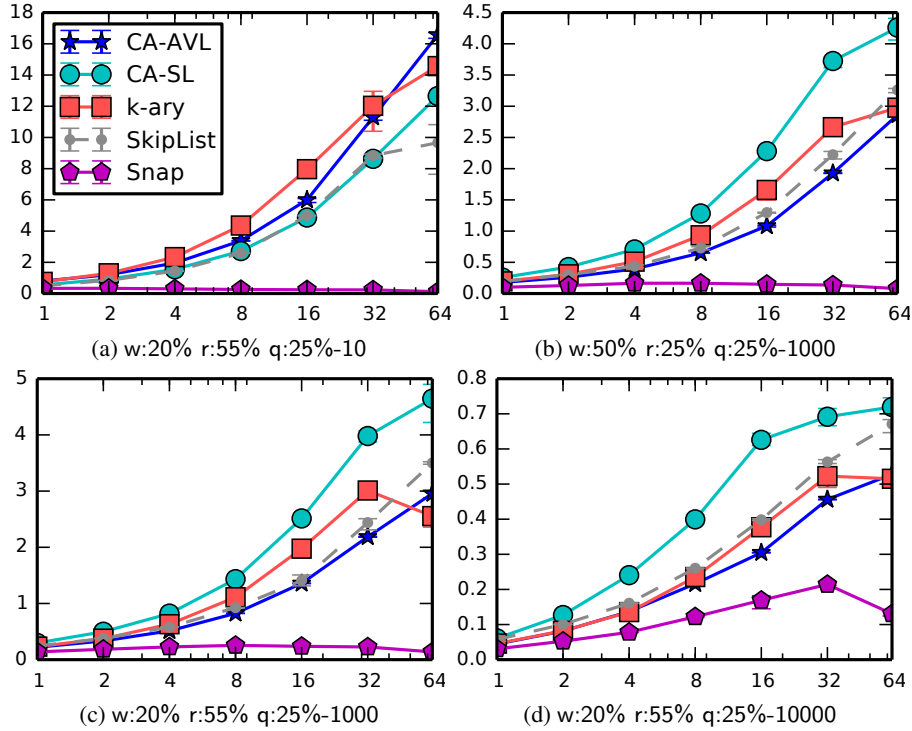 18
16
14
12
10
8
6
4
2
0
CA-AVL
CA-SL
k-ary
SkipList
Snap
1 2 4 8 16 32 64
(a) w:20% r:55% q:25%-10
4.5
4.0
3.5
3.0
2.5
2.0
1.5
1.0
0.5
0.0
1 2 4 8 16 32 64
(b) w:50% r:25% q:25%-1000
5
4
3
2
1
0
1 2 4 8 16 32 64
(c) w:20% r:55% q:25%-1000
0.8
0.7
0.6
0.5
0.4
0.3
0.2
0.1
0.0
1 2 4 8 16 32 64
(d) w:20% r:55% q:25%-10000